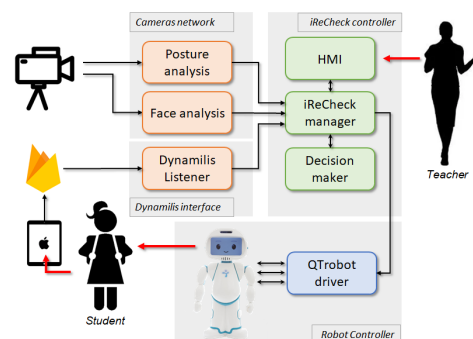 Cameras network
iReCheck controller
Posture
analysis
HMI
Face analysis
iReCheck
manager
Dynamilis
Listener
Decision
maker
Teacher
Dynamilis interface
QTrobot
driver
Student
Robot Controller